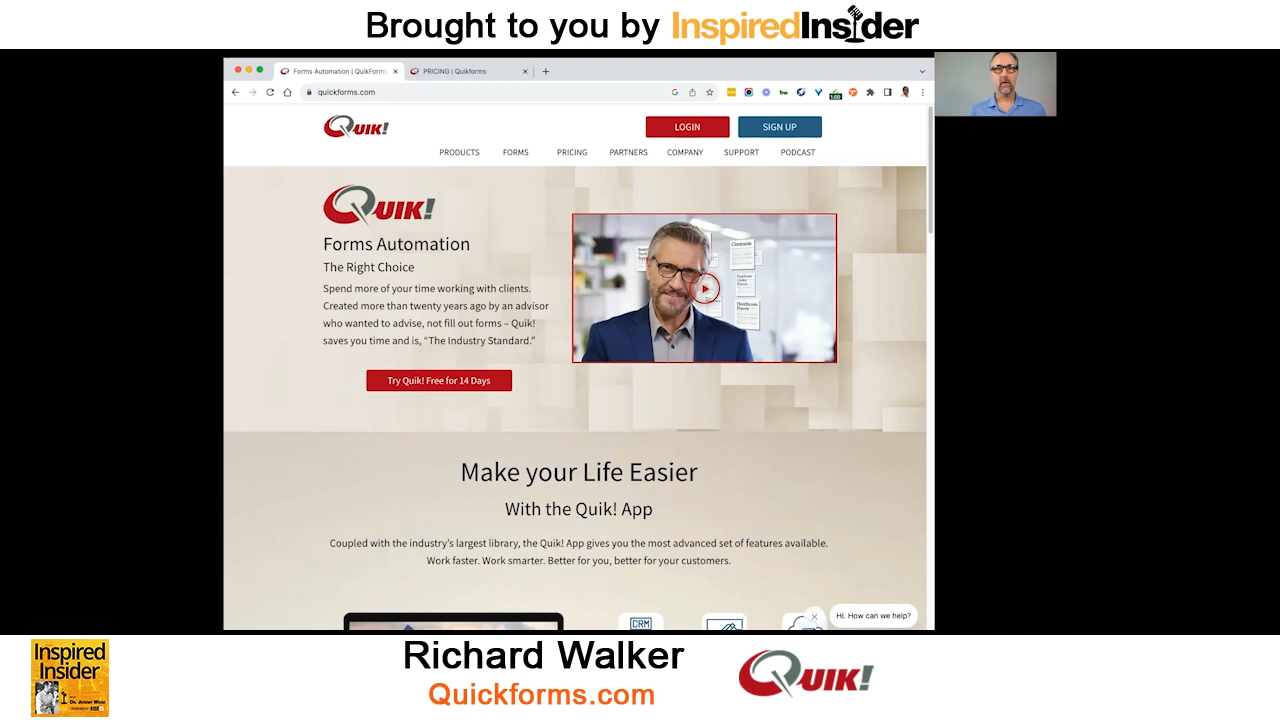 Brought to you by InspiredInsider
Forms Automation | QuikForms
PRICING | Quikforms
quickforms.com
QUIK!
LOGIN
SIGN UP
PRODUCTS
FORMS
PRICING
PARTNERS
COMPANY
SUPPORT
PODCAST
QUIK!
Forms Automation
The Right Choice
Spend more of your time working with clients.
Created more than twenty years ago by an advisor
who wanted to advise, not fill out forms – Quik!
saves you time and is, “The Industry Standard.”
Try Quik! Free for 14 Days
Contracts
Make your Life Easier
With the Quik! App
Coupled with the industry’s largest library, the Quik! App gives you the most advanced set of features available.
Work faster. Work smarter. Better for you, better for your customers.
CRM
Hi. How can we help?
Inspired
Insider
Richard Walker
Quickforms.com
QUIK!